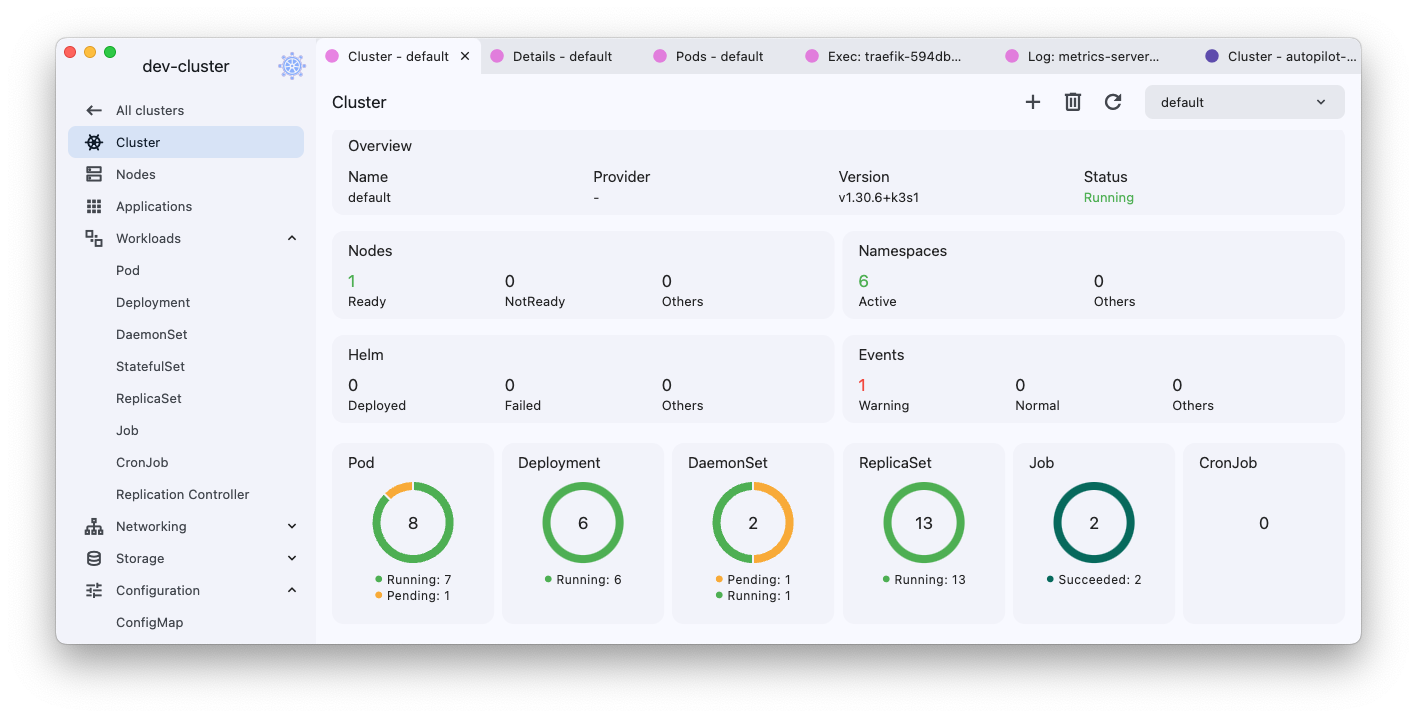 dev-cluster
All clusters
Cluster
Nodes
Applications
Workloads
Pod
Deployment
DaemonSet
StatefulSet
ReplicaSet
Job
CronJob
Replication Controller
Networking
Storage
Configuration
ConfigMap
Cluster - default Details - default Pods - default Exec: traefik-594db... Log: metrics-server... Cluster - autopilot-...
Cluster default
Overview
Name Provider Version Status
default - v1.30.6+k3s1 Running
Nodes
1 0 0
Ready NotReady Others
Namespaces
6 0
Active Others
Helm
0 0 0
Deployed Failed Others
Events
1 0 0
Warning Normal Others
Pod
8
Running: 7
Pending: 1
Deployment
6
Running: 6
DaemonSet
2
Pending: 1
Running: 1
ReplicaSet
13
Running: 13
Job
2
Succeeded: 2
CronJob
0